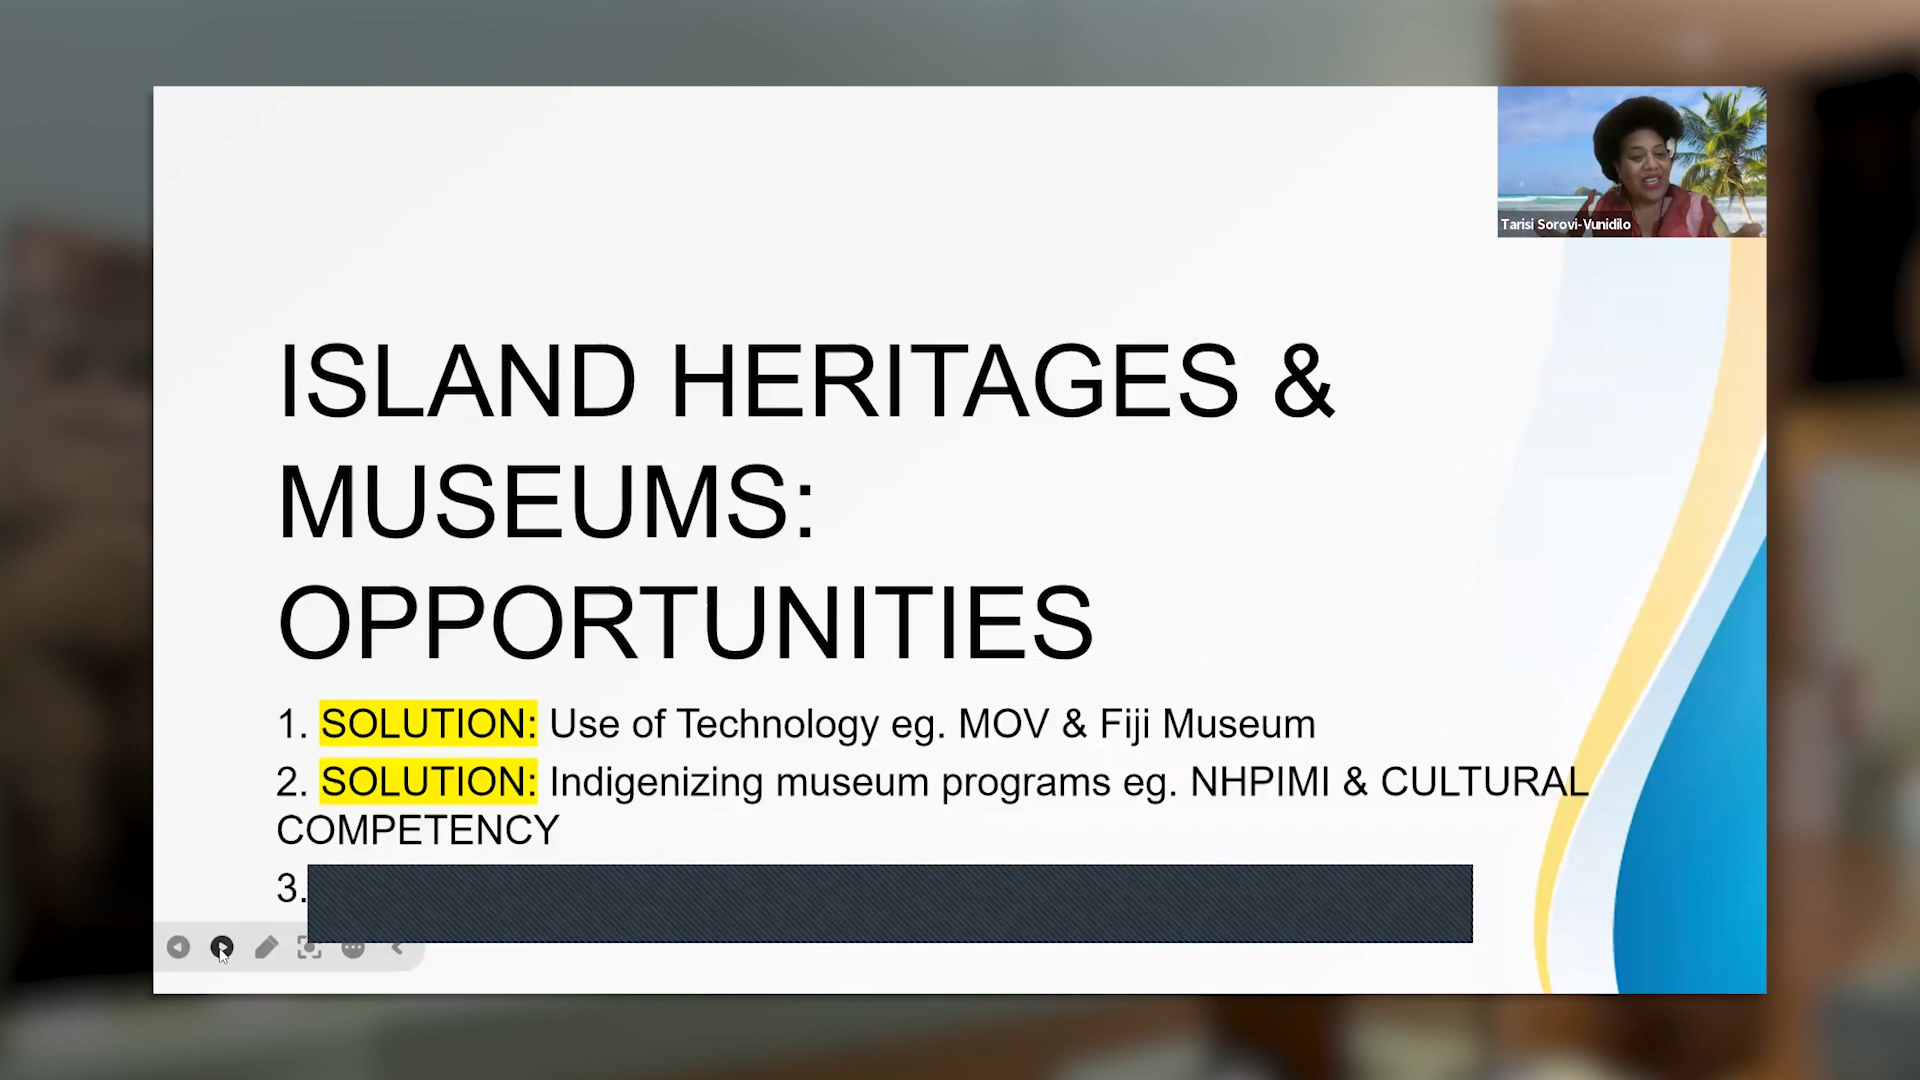 Tarisi Sorovi-Vunidilo
ISLAND HERITAGES &
MUSEUMS:
OPPORTUNITIES
1. SOLUTION: Use of Technology eg. MOV & Fiji Museum
2. SOLUTION: Indigenizing museum programs eg. NHPIMI & CULTURAL
COMPETENCY
3.